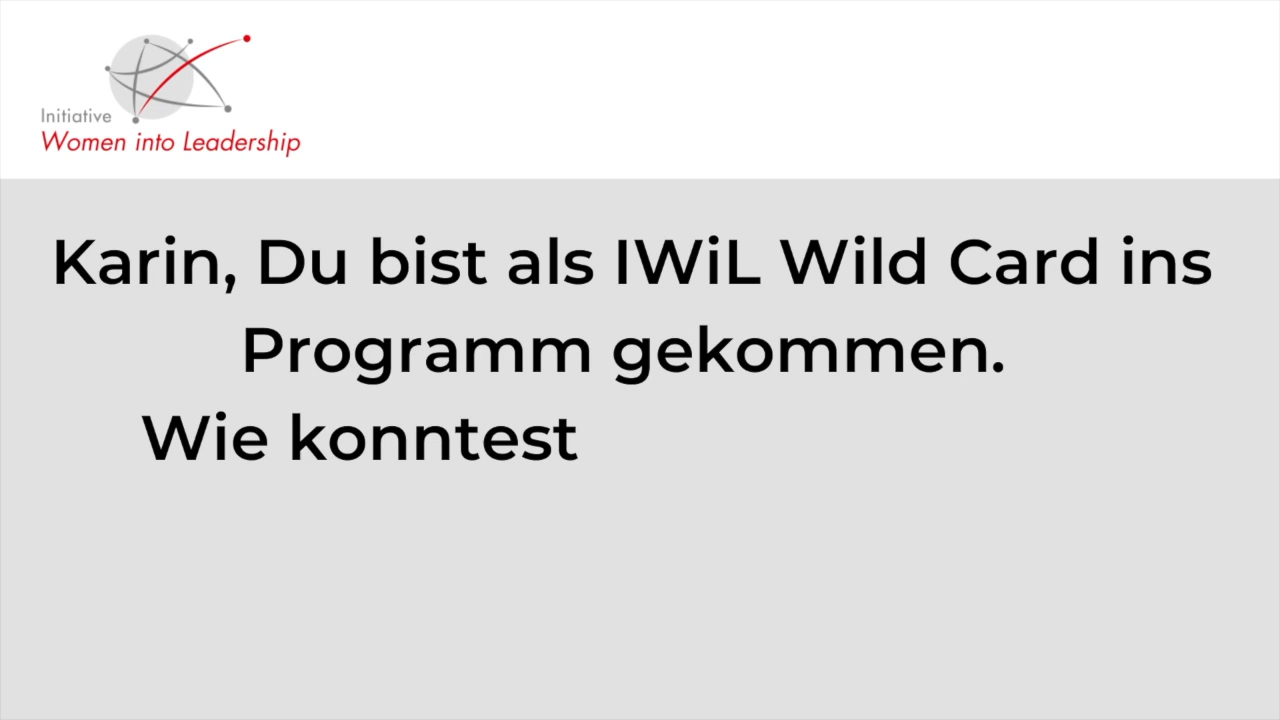 Initiative
Women into Leadership
Karin, Du bist als IWiL Wild Card ins
Programm gekommen.
Wie konntest